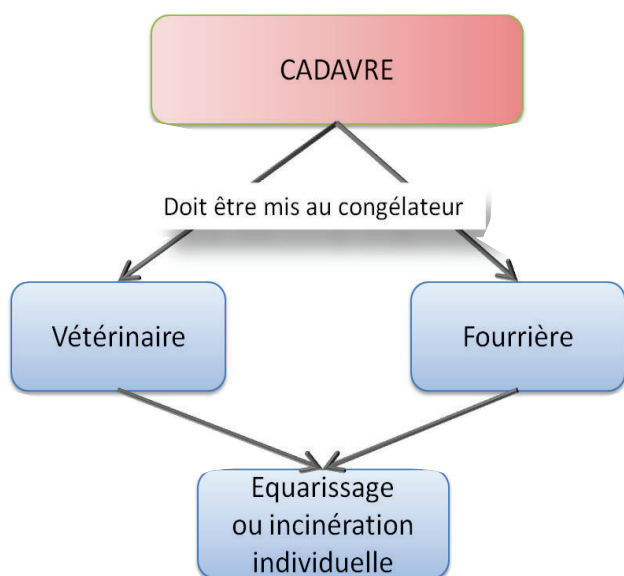 CADAVRE
Doit être mis au congélateur
Vétérinaire
Fourrière
Equarissage
ou incinération
individuelle